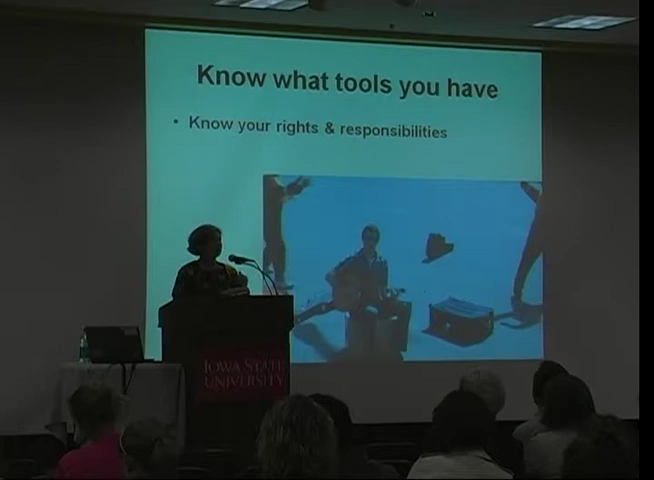 Know what tools you have
• Know your rights & responsibilities
IOWA STATE
UNIVERSITY